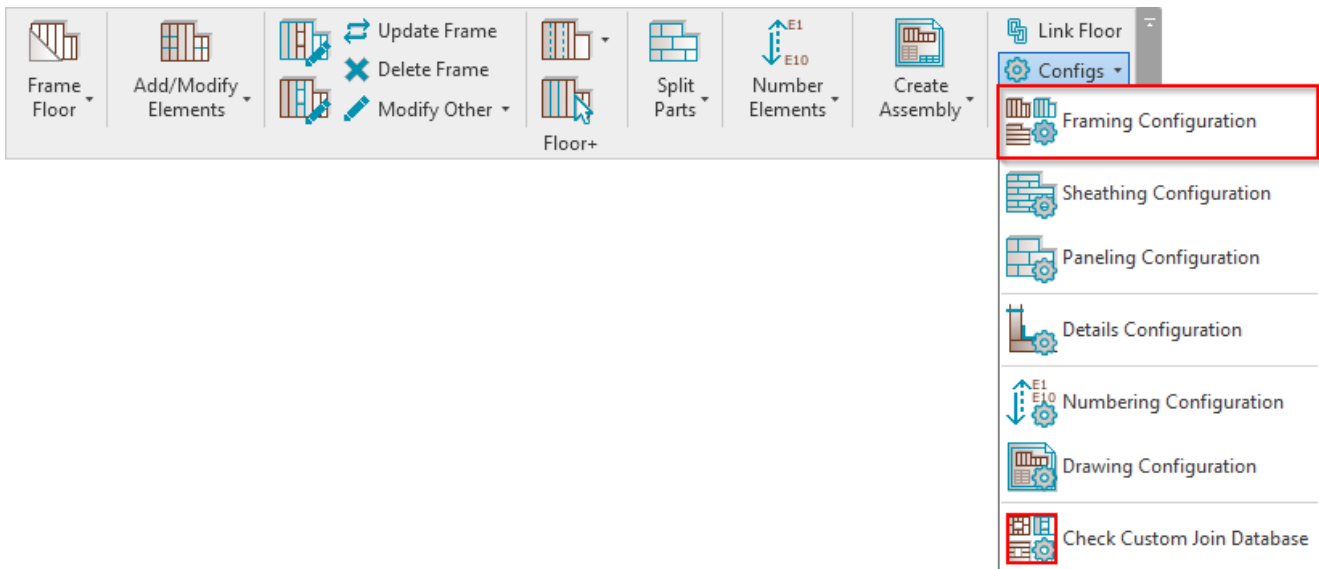 Frame
Floor
Add/Modify
Elements
Update Frame
Delete Frame
Modify Other
Split
Parts
E1
E10
Number
Elements
Create
Assembly
Link Floor
Configs
Floor+
Framing Configuration
Sheathing Configuration
Paneling Configuration
Details Configuration
E1
E10
Numbering Configuration
Drawing Configuration
Check Custom Join Database